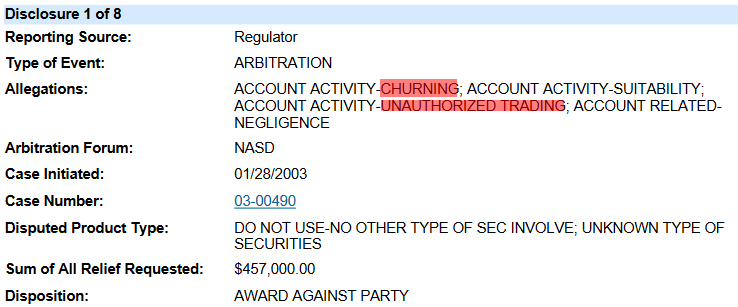 Disclosure 1 of 8
Reporting Source: Regulator
Type of Event: ARBITRATION
Allegations: ACCOUNT ACTIVITY-CHURNING; ACCOUNT ACTIVITY-SUITABILITY;
ACCOUNT ACTIVITY-UNAUTHORIZED TRADING; ACCOUNT RELATED-
NEGLIGENCE
Arbitration Forum: NASD
Case Initiated: 01/28/2003
Case Number: 03-00490
Disputed Product Type: DO NOT USE-NO OTHER TYPE OF SEC INVOLVE; UNKNOWN TYPE OF
SECURITIES
Sum of All Relief Requested: $457,000.00
Disposition: AWARD AGAINST PARTY